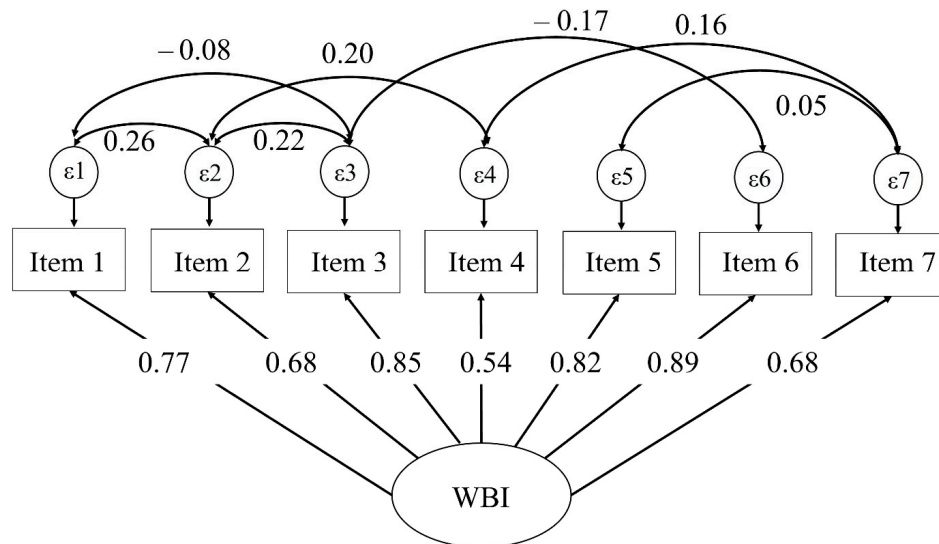 – 0.17
0.16
– 0.08
0.20
0.05
0.26
0.22
ε1
ε2
ε3
ε4
ε5
ε6
ε7
Item 1
Item 2
Item 3
Item 4
Item 5
Item 6
Item 7
0.77
0.68
0.85
0.54
0.82
0.89
0.68
WBI